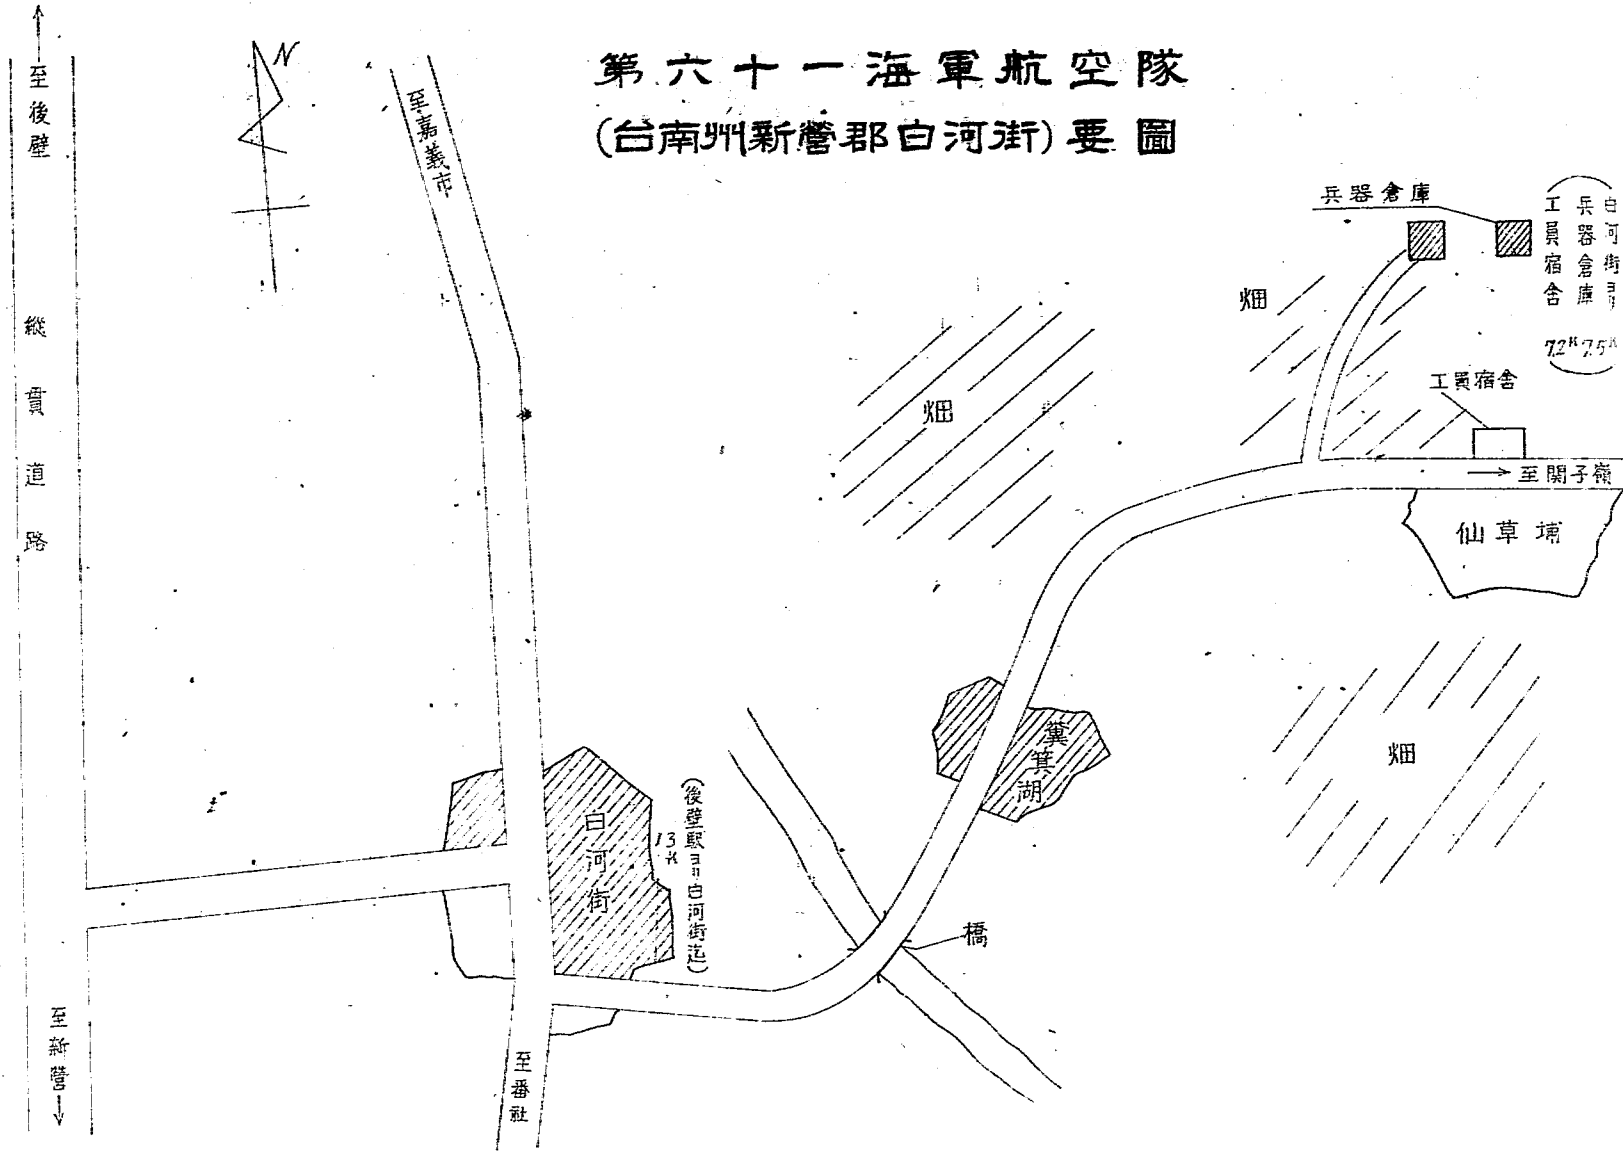 第六十一海軍航空隊
(台南州新營郡白河街)要圖
N
至後壁
縱貫道路
至新營
至嘉義市
兵器倉庫
(白河街ヨリ
兵器倉庫 7.5K
工員宿舍 7.2K)
畑
畑
工員宿舍
至関子嶺
仙草埔
畑
糞箕湖
白河街
(後壁駅ヨリ白河街迄)
13K
橋
至番社